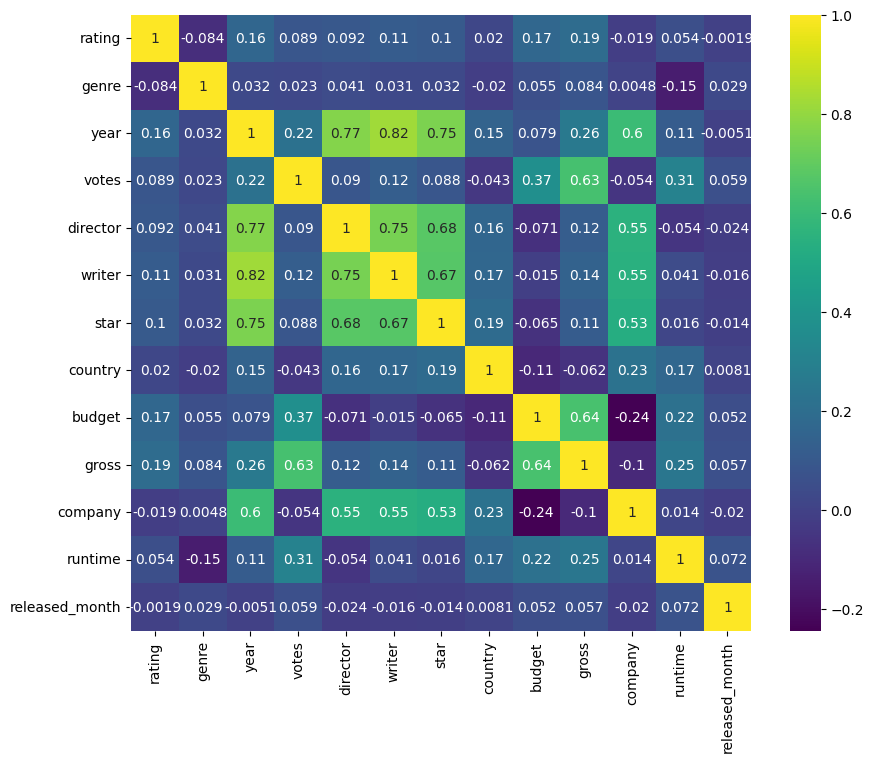 rating 1 -0.084 0.16 0.089 0.092 0.11 0.1 0.02 0.17 0.19 -0.019 0.054 -0.0019
genre -0.084 1 0.032 0.023 0.041 0.031 0.032 -0.02 0.055 0.084 0.0048 -0.15 0.029
year 0.16 0.032 1 0.22 0.77 0.82 0.75 0.15 0.079 0.26 0.6 0.11 -0.0051
votes 0.089 0.023 0.22 1 0.09 0.12 0.088 -0.043 0.37 0.63 -0.054 0.31 0.059
director 0.092 0.041 0.77 0.09 1 0.75 0.68 0.16 -0.071 0.12 0.55 -0.054 -0.024
writer 0.11 0.031 0.82 0.12 0.75 1 0.67 0.17 -0.015 0.14 0.55 0.041 -0.016
star 0.1 0.032 0.75 0.088 0.68 0.67 1 0.19 -0.065 0.11 0.53 0.016 -0.014
country 0.02 -0.02 0.15 -0.043 0.16 0.17 0.19 1 -0.11 -0.062 0.23 0.17 0.0081
budget 0.17 0.055 0.079 0.37 -0.071 -0.015 -0.065 -0.11 1 0.64 -0.24 0.22 0.052
gross 0.19 0.084 0.26 0.63 0.12 0.14 0.11 -0.062 0.64 1 -0.1 0.25 0.057
company -0.019 0.0048 0.6 -0.054 0.55 0.55 0.53 0.23 -0.24 -0.1 1 0.014 -0.02
runtime 0.054 -0.15 0.11 0.31 -0.054 0.041 0.016 0.17 0.22 0.25 0.014 1 0.072
released_month -0.0019 0.029 -0.0051 0.059 -0.024 -0.016 -0.014 0.0081 0.052 0.057 -0.02 0.072 1
rating genre year votes director writer star country budget gross company runtime released_month
1.0
0.8
0.6
0.4
0.2
0.0
−0.2